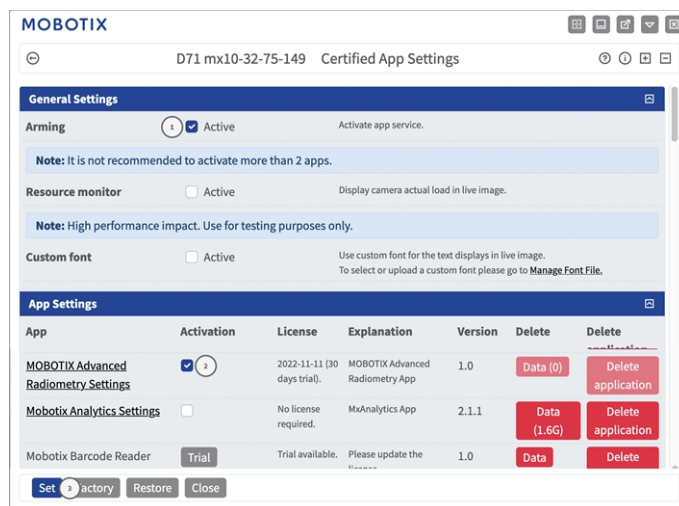 MOBOTIX
D71 mx10-32-75-149 Certified App Settings
General Settings
Arming 1 Active Activate app service.
Note: It is not recommended to activate more than 2 apps.
Resource monitor Active Display camera actual load in live image.
Note: High performance impact. Use for testing purposes only.
Custom font Active Use custom font for the text displays in live image.
To select or upload a custom font please go to Manage Font File.
App Settings
App Activation License Explanation Version Delete Delete
MOBOTIX Advanced 2 2022-11-11 (30 MOBOTIX Advanced 1.0 Data (0) Delete
Radiometry Settings days trial). Radiometry App application
Mobotix Analytics Settings No license MxAnalytics App 2.1.1 Data Delete
required. (1.6G) application
Mobotix Barcode Reader Trial Trial available. Please update the 1.0 Data Delete
Set 3 actory Restore Close